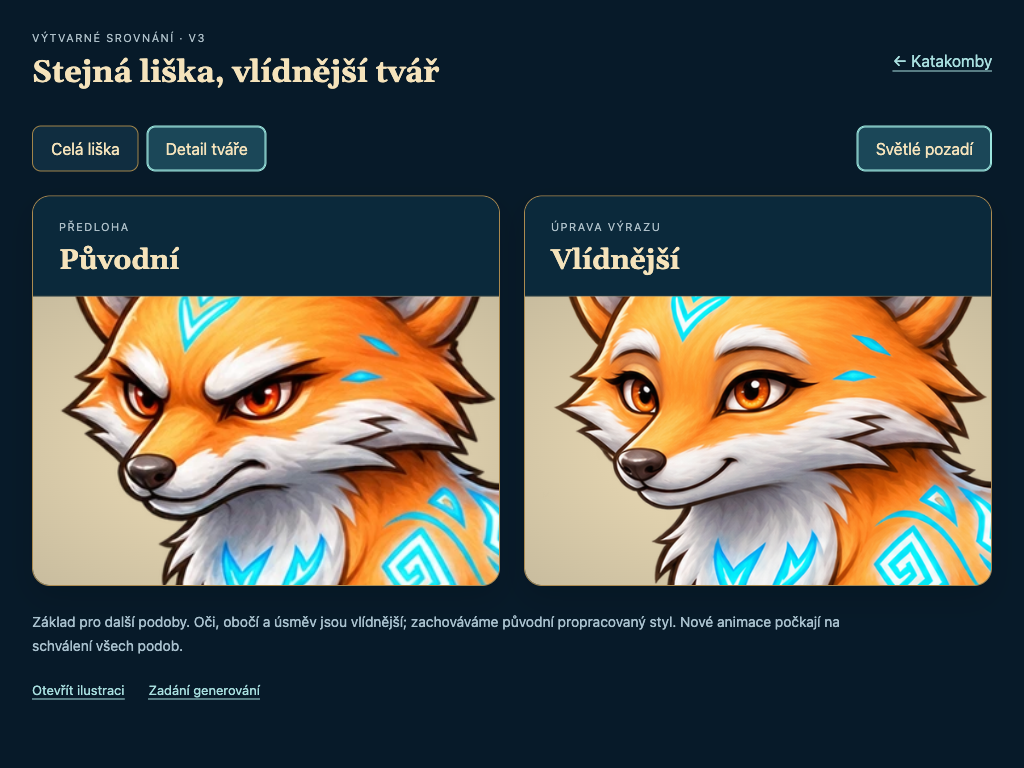 VÝTVARNÉ SROVNÁNÍ · V3
Stejná liška, vlídnější tvář
← Katakomby
Celá liška
Detail tváře
Světlé pozadí
PŘEDLOHA
Původní
ÚPRAVA VÝRAZU
Vlídnější
Základ pro další podoby. Oči, obočí a úsměv jsou vlídnější; zachováváme původní propracovaný styl. Nové animace počkají na
schválení všech podob.
Otevřít ilustraci
Zadání generování